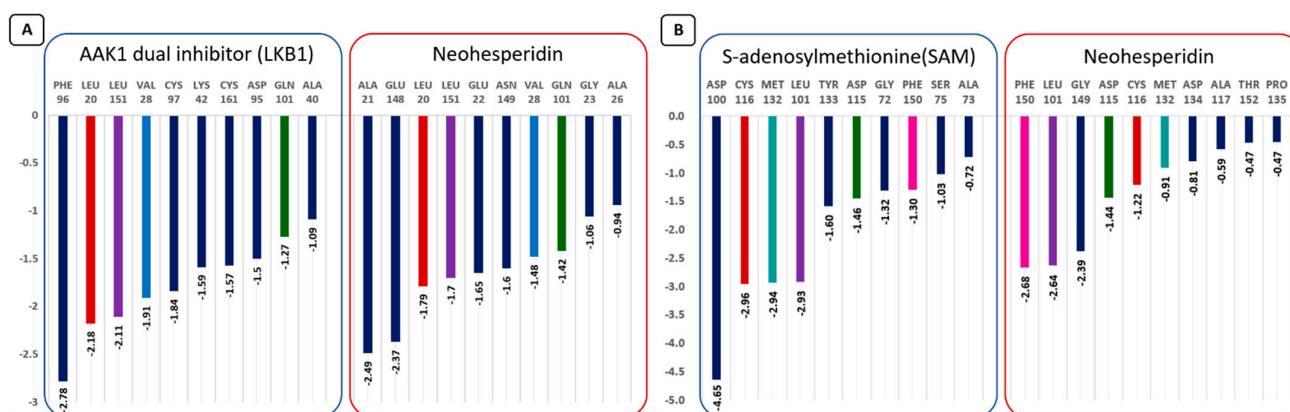 A
AAK1 dual inhibitor (LKB1)
Neohesperidin
PHE LEU LEU VAL CYS LYS CYS ASP GLN ALA
96 20 151 28 97 42 161 95 101 40
ALA GLU LEU LEU GLU ASN VAL GLN GLY ALA
21 148 20 151 22 149 28 101 23 26
0
-0.5
-1
-1.5
-2
-2.5
-3
-2.78 -2.18 -2.11 -1.91 -1.84 -1.59 -1.57 -1.5 -1.27 -1.09
-2.49 -2.37 -1.79 -1.7 -1.65 -1.6 -1.48 -1.42 -1.06 -0.94
B
S-adenosylmethionine(SAM)
Neohesperidin
ASP CYS MET LEU TYR ASP GLY PHE SER ALA
100 116 132 101 133 115 72 150 75 73
PHE LEU GLY ASP CYS MET ASP ALA THR PRO
150 101 149 115 116 132 134 117 152 135
0.0
-0.5
-1.0
-1.5
-2.0
-2.5
-3.0
-3.5
-4.0
-4.5
-5.0
-4.65 -2.96 -2.94 -2.93 -1.60 -1.46 -1.32 -1.30 -1.03 -0.72
-2.68 -2.64 -2.39 -1.44 -1.22 -0.91 -0.81 -0.59 -0.47 -0.47